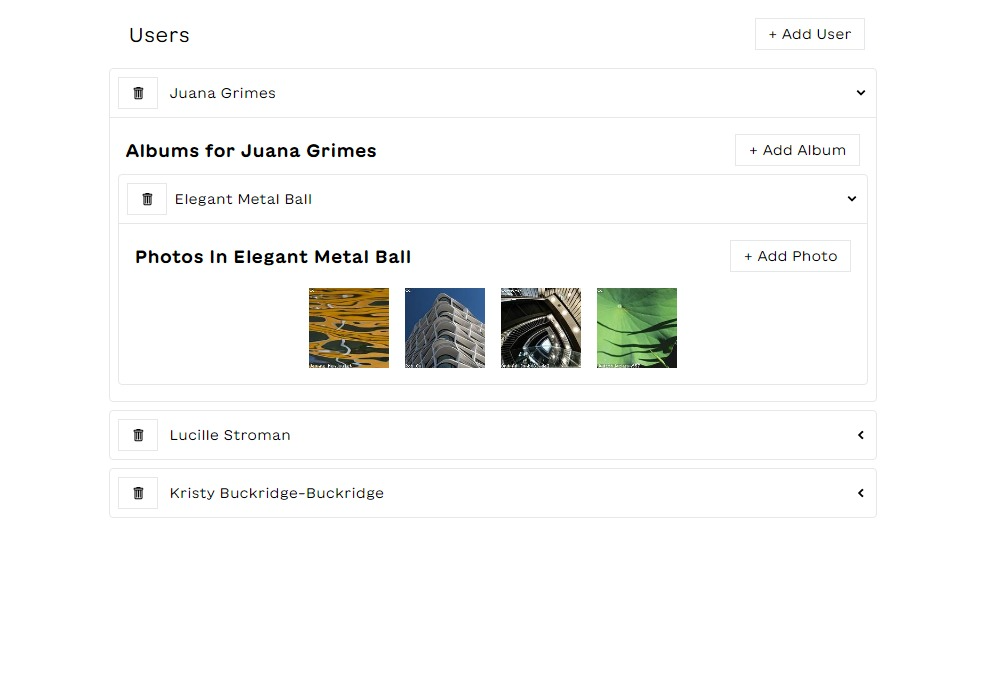 Users
+ Add User
Juana Grimes
Albums for Juana Grimes
+ Add Album
Elegant Metal Ball
Photos In Elegant Metal Ball
+ Add Photo
Lucille Stroman
Kristy Buckridge-Buckridge